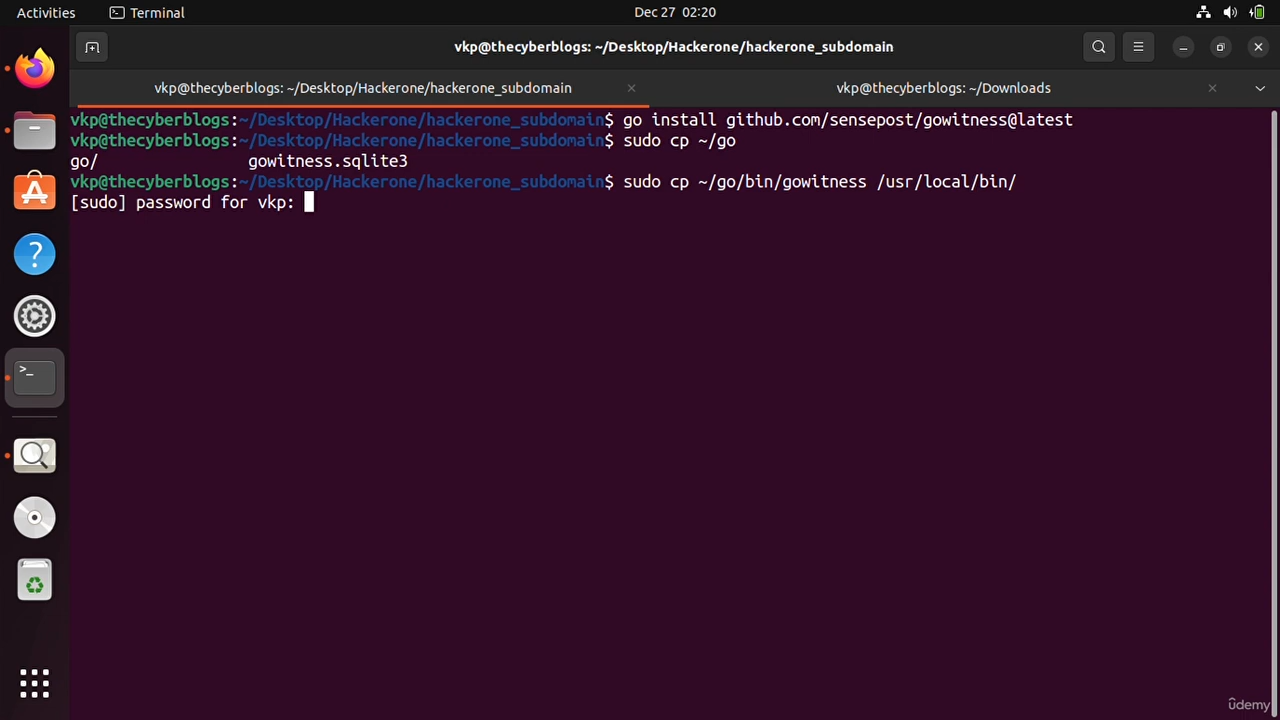 Activities
Terminal
Dec 27 02:20
vkp@thecyberblogs: ~/Desktop/Hackerone/hackerone_subdomain
vkp@thecyberblogs: ~/Desktop/Hackerone/hackerone_subdomain
vkp@thecyberblogs: ~/Downloads
vkp@thecyberblogs:~/Desktop/Hackerone/hackerone_subdomain$ go install github.com/sensepost/gowitness@latest
vkp@thecyberblogs:~/Desktop/Hackerone/hackerone_subdomain$ sudo cp ~/go
go/ gowitness.sqlite3
vkp@thecyberblogs:~/Desktop/Hackerone/hackerone_subdomain$ sudo cp ~/go/bin/gowitness /usr/local/bin/
[sudo] password for vkp:
ûdemy